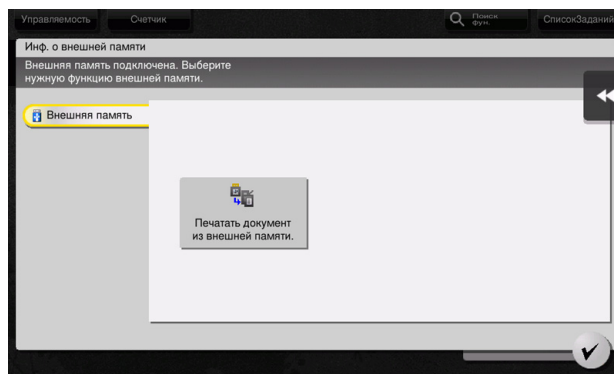 Управляемость
Счетчик
Поиск
фун.
СписокЗаданий
Инф. о внешней памяти
Внешняя память подключена. Выберите
нужную функцию внешней памяти.
Внешняя память
Печатать документ
из внешней памяти.